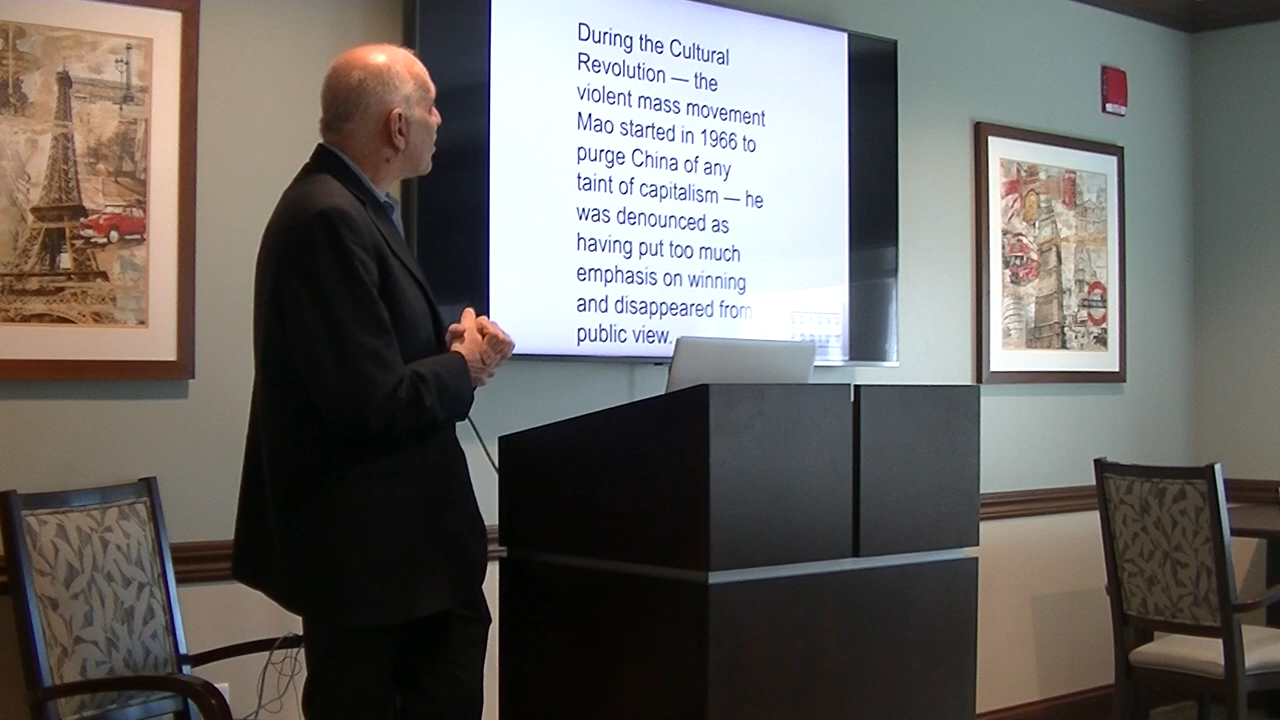 During the Cultural
Revolution — the
violent mass movement
Mao started in 1966 to
purge China of any
taint of capitalism — he
was denounced as
having put too much
emphasis on winning
and disappeared from
public view.
BEYOND